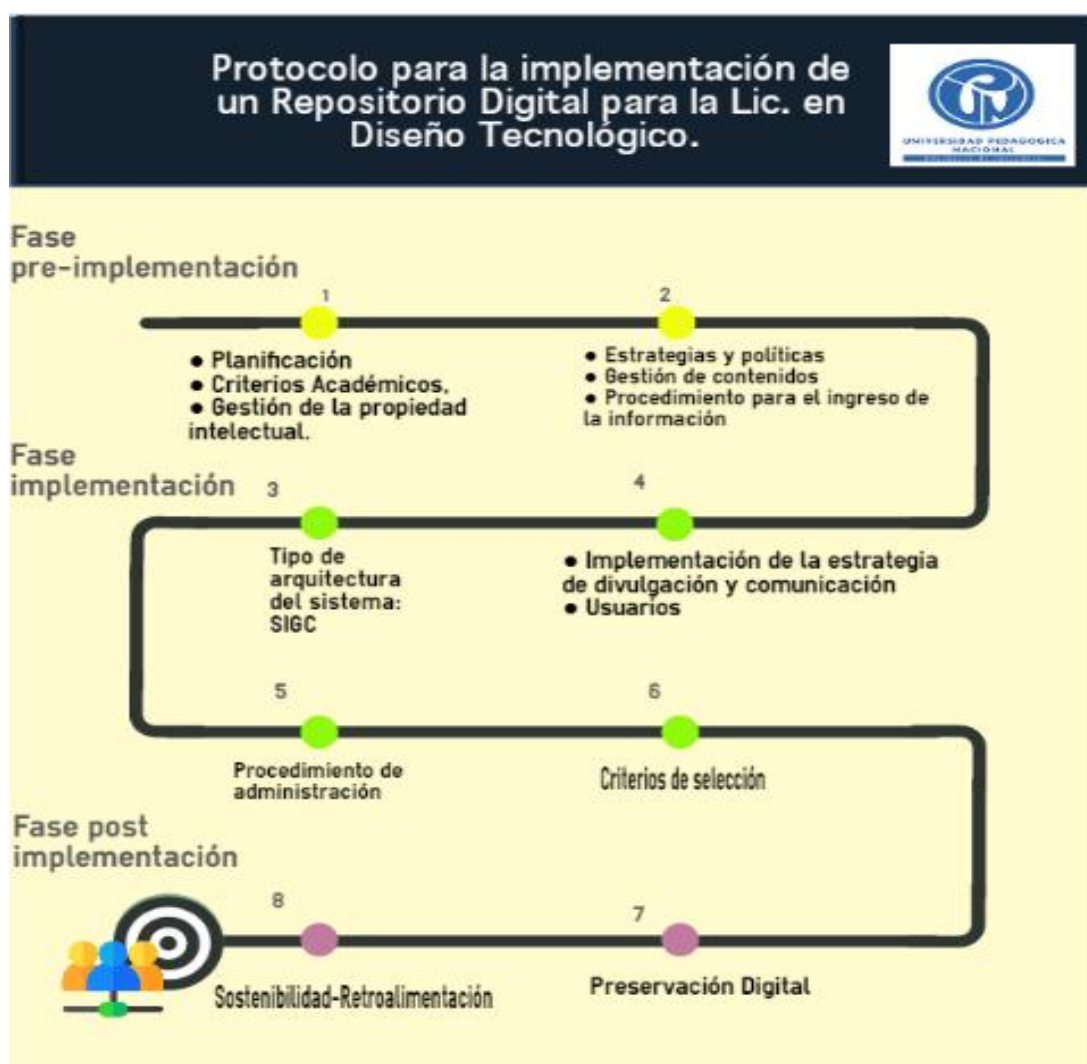 Protocolo para la implementación de
un Repositorio Digital para la Lic. en
Diseño Tecnológico.
UNIVERSIDAD PEDAGOGICA
NACIONAL
Fase
pre-implementación
1
2
● Planificación
● Criterios Académicos,
● Gestión de la propiedad
intelectual.
● Estrategias y políticas
● Gestión de contenidos
● Procedimiento para el ingreso de
la información
Fase
implementación
3
4
Tipo de
arquitectura
del sistema:
SIGC
● Implementación de la estrategia
de divulgación y comunicación
● Usuarios
5
6
Procedimiento de
administración
Criterios de selección
Fase post
implementación
8
7
Sostenibilidad-Retroalimentación
Preservación Digital